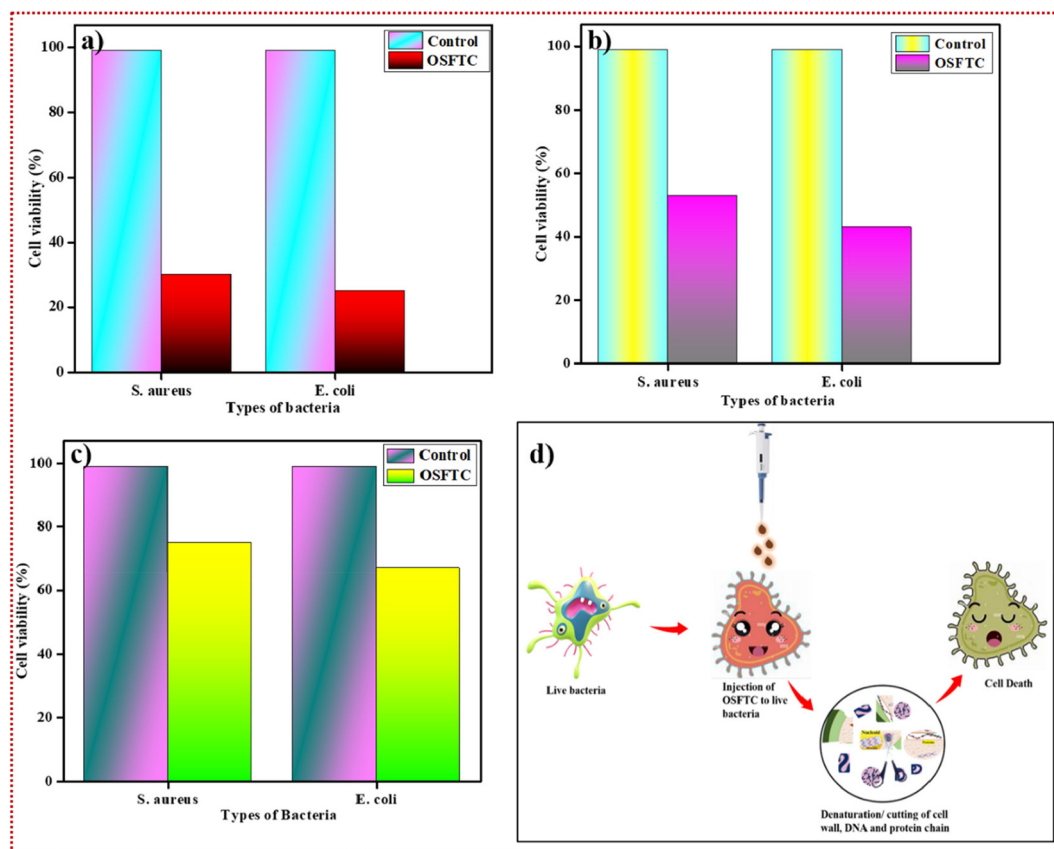 a)
Control
OSFTC
100
80
60
40
20
0
Cell viability (%)
S. aureus
E. coli
Types of bacteria
b)
Control
OSFTC
100
80
60
40
20
0
Cell viability (%)
S. aureus
E. coli
Types of bacteria
c)
Control
OSFTC
100
80
60
40
20
0
Cell viability (%)
S. aureus
E. coli
Types of Bacteria
d)
Live bacteria
Injection of
OSFTC to live
bacteria
Cell Death
Nucleoid
Denaturation/ cutting of cell
wall, DNA and protein chain